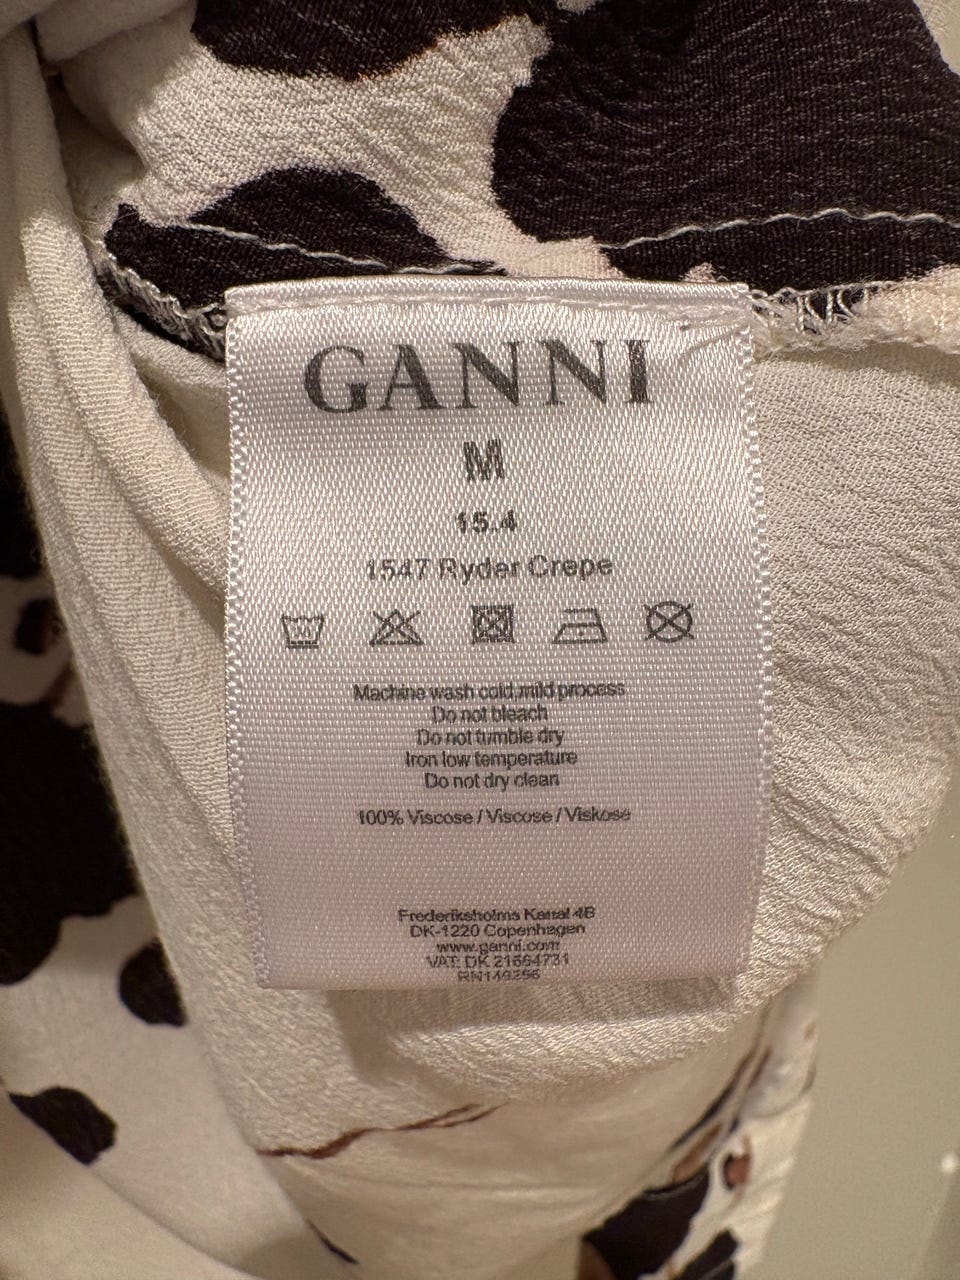 GANNI
M
15.4
1547 Ryder Crepe
Machine wash cold,mild process
Do not bleach
Do not tumble dry
Iron low temperature
Do not dry clean
100% Viscose / Viscose / Viskose
Frederiksholms Kanal 4B
DK-1220 Copenhagen
www.ganni.com
VAT: DK 21664731